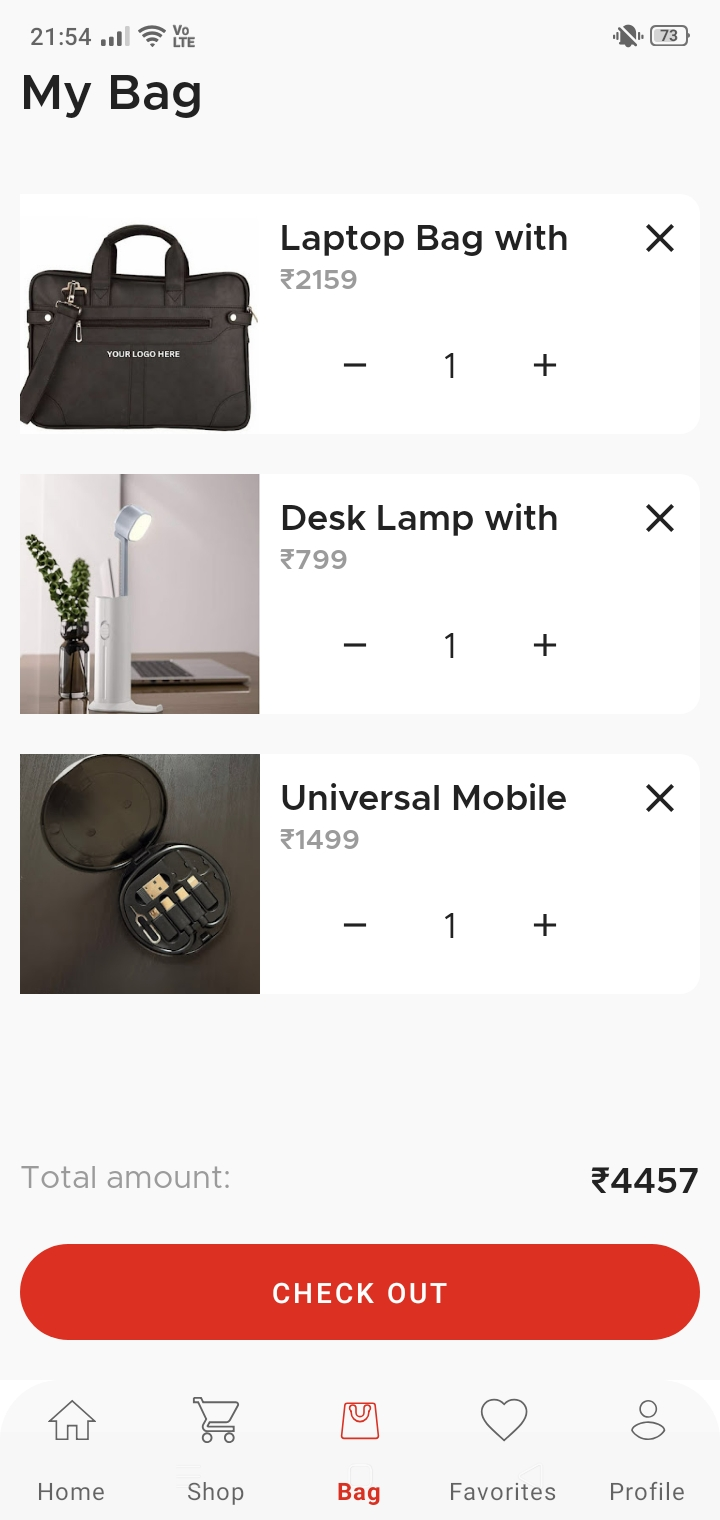 21:54 Vo LTE 73
My Bag
Laptop Bag with
₹2159
YOUR LOGO HERE
− 1 +
Desk Lamp with
₹799
− 1 +
Universal Mobile
₹1499
− 1 +
Total amount: ₹4457
CHECK OUT
Home Shop Bag Favorites Profile